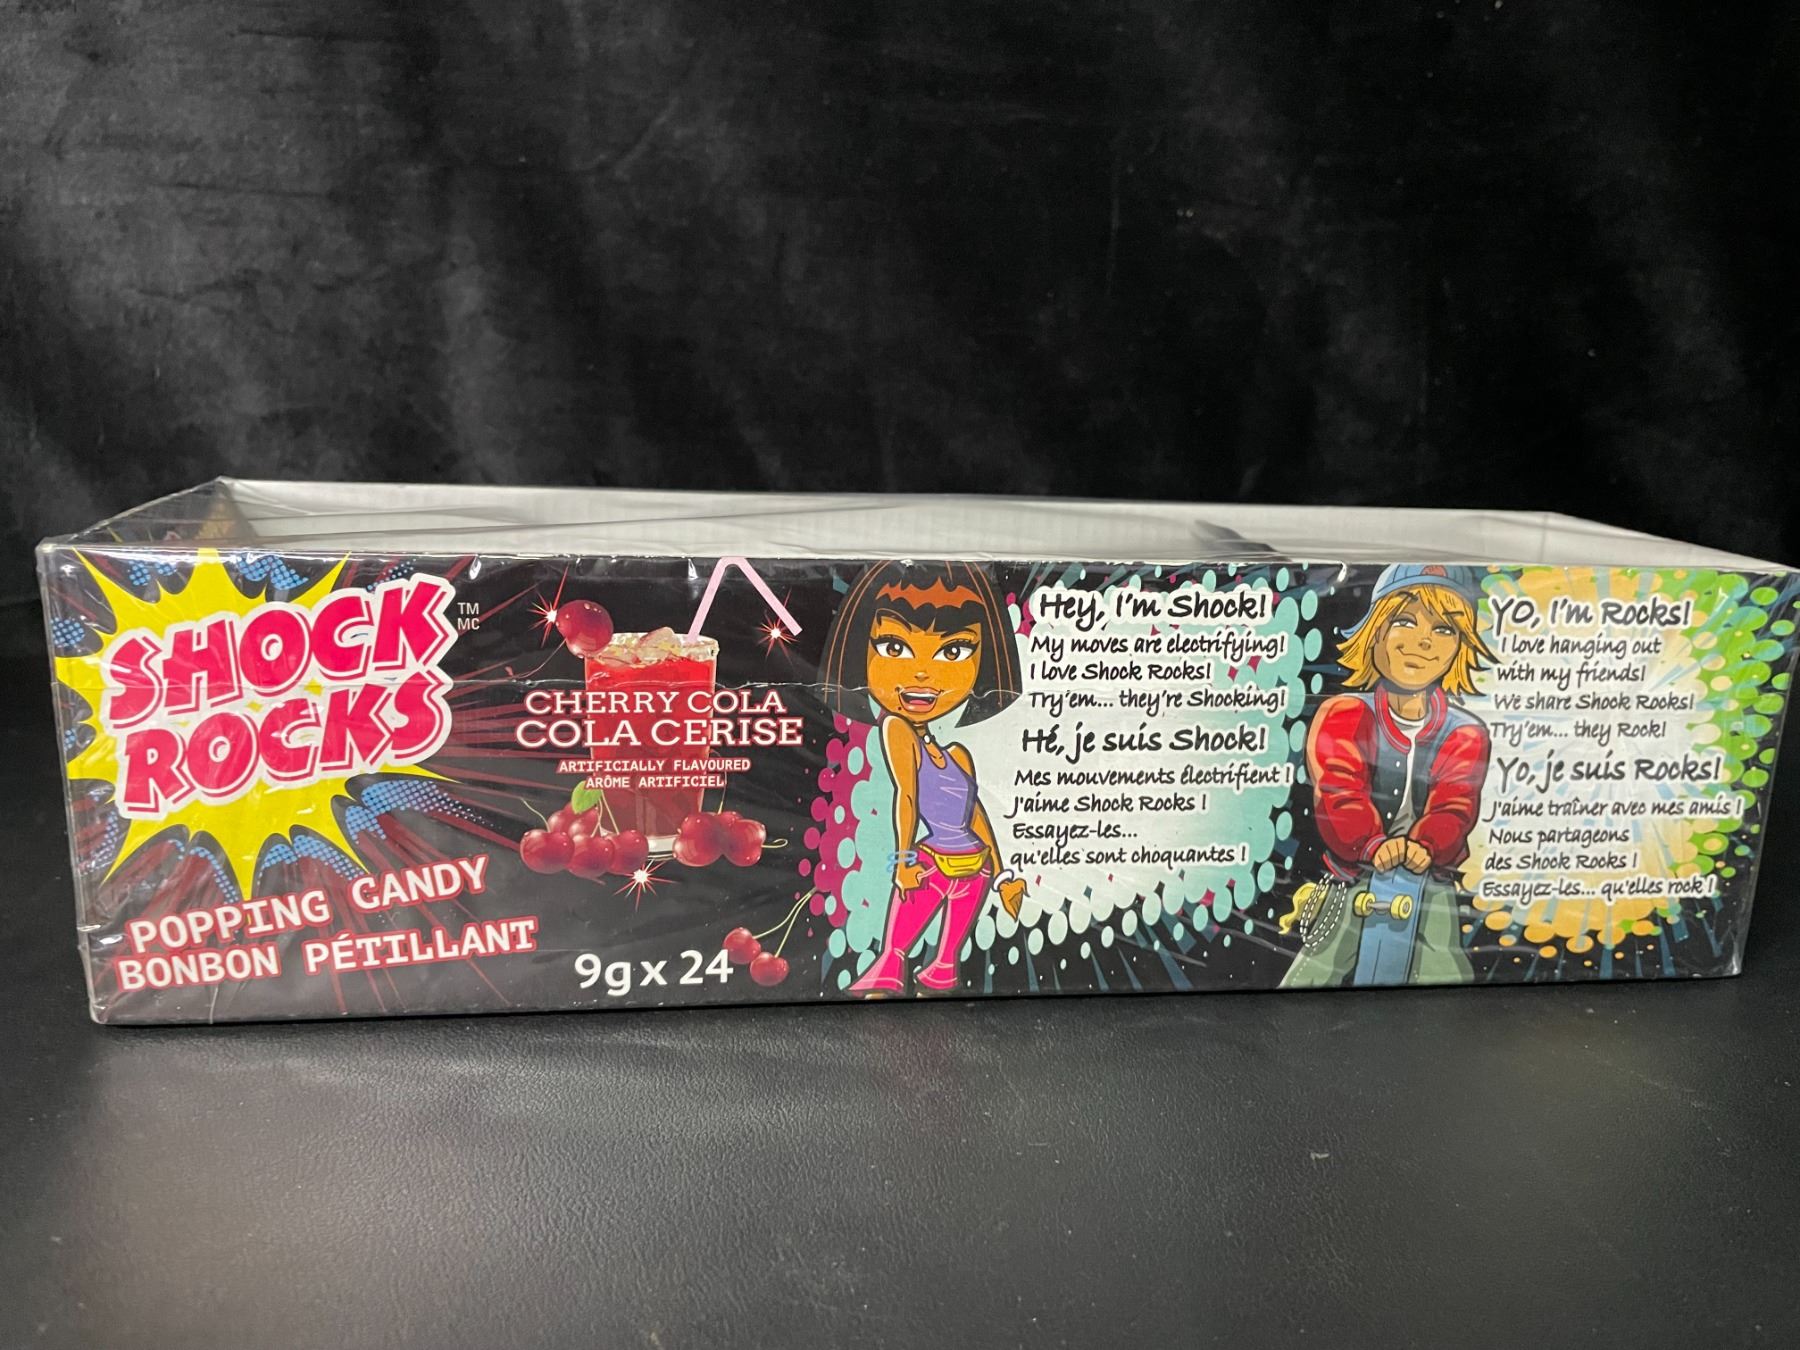 SHOCK
ROCKS
TM
MC
POPPING CANDY
BONBON PÉTILLANT
CHERRY COLA
COLA CERISE
ARTIFICIALLY FLAVOURED
ARÔME ARTIFICIEL
9g x 24
Hey, I'm Shock!
My moves are electrifying!
I love Shock Rocks!
Try'em... they're Shocking!
Hé, je suis Shock!
Mes mouvements électrifient !
J'aime Shock Rocks !
Essayez-les...
qu'elles sont choquantes !
YO, I'm Rocks!
I love hanging out
with my friends!
We share Shock Rocks!
Try'em... they Rock!
Yo, je suis Rocks!
J'aime traîner avec mes amis !
Nous partageons
des Shock Rocks !
Essayez-les... qu'elles rock !